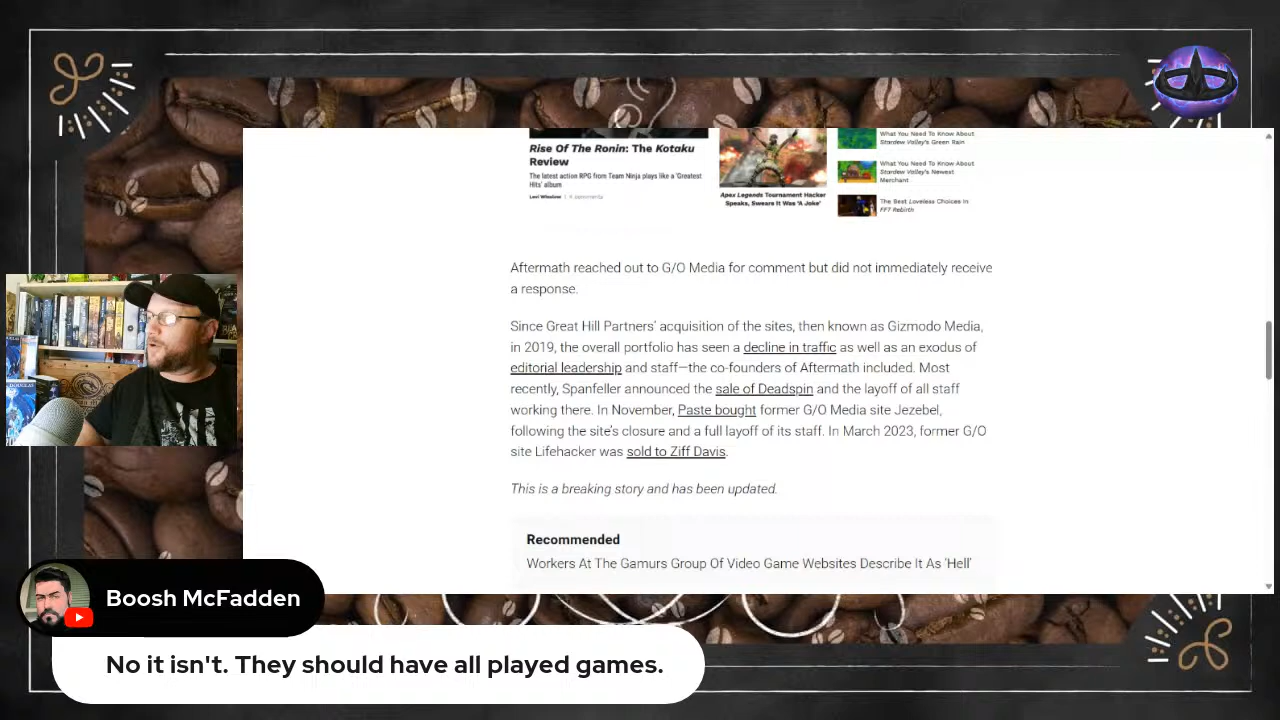 Rise Of The Ronin: The Kotaku
Review
The latest action RPG from Team Ninja plays like a 'Greatest
Hits' album
Apex Legends Tournament Hacker
Speaks, Swears It Was 'A Joke'
What You Need To Know About
Stardew Valley's Green Rain
What You Need To Know About
Stardew Valley's Newest
Merchant
The Best Loveless Choices in
FF7 Rebirth
Aftermath reached out to G/O Media for comment but did not immediately receive
a response.
Since Great Hill Partners' acquisition of the sites, then known as Gizmodo Media,
in 2019, the overall portfolio has seen a decline in traffic as well as an exodus of
editorial leadership and staff—the co-founders of Aftermath included. Most
recently, Spanfeller announced the sale of Deadspin and the layoff of all staff
working there. In November, Paste bought former G/O Media site Jezebel,
following the site's closure and a full layoff of its staff. In March 2023, former G/O
site Lifehacker was sold to Ziff Davis.
This is a breaking story and has been updated.
Recommended
Workers At The Gamurs Group Of Video Game Websites Describe It As 'Hell'
Boosh McFadden
No it isn't. They should have all played games.